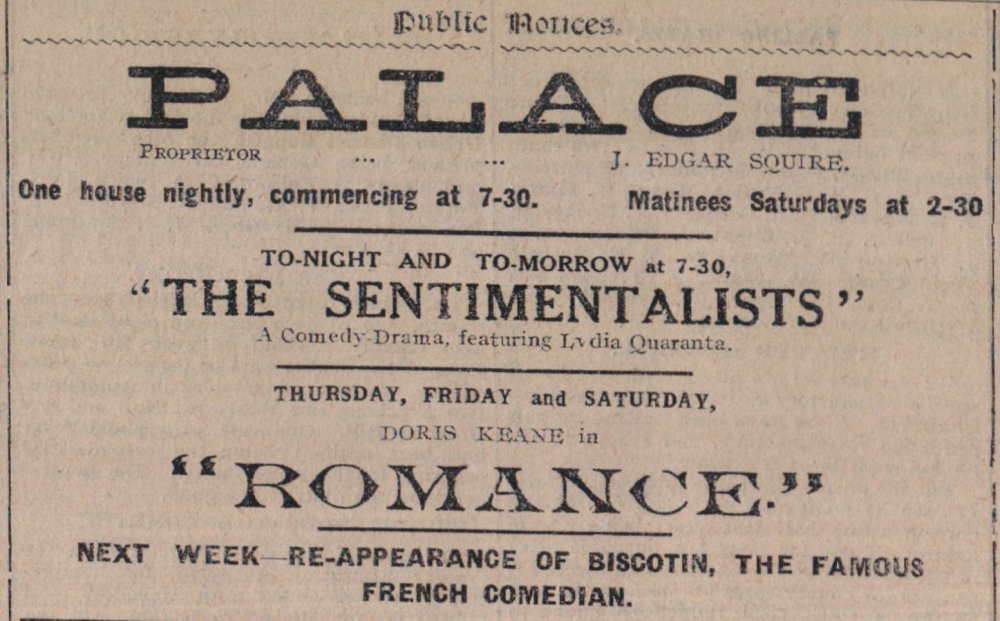 Public Notices.
PALACE
PROPRIETOR ... ... J. EDGAR SQUIRE.
One house nightly, commencing at 7-30. Matinees Saturdays at 2-30
TO-NIGHT AND TO-MORROW at 7-30,
"THE SENTIMENTALISTS"
A Comedy-Drama, featuring Lydia Quaranta.
THURSDAY, FRIDAY and SATURDAY,
DORIS KEANE in
"ROMANCE."
NEXT WEEK—RE-APPEARANCE OF BISCOTIN, THE FAMOUS
FRENCH COMEDIAN.